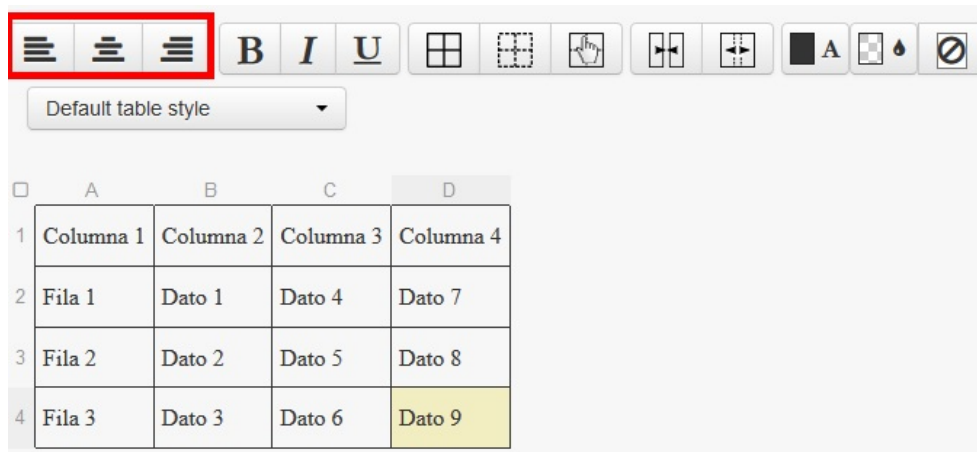 B I U A
Default table style
A B C D
1 Columna 1 Columna 2 Columna 3 Columna 4
2 Fila 1 Dato 1 Dato 4 Dato 7
3 Fila 2 Dato 2 Dato 5 Dato 8
4 Fila 3 Dato 3 Dato 6 Dato 9